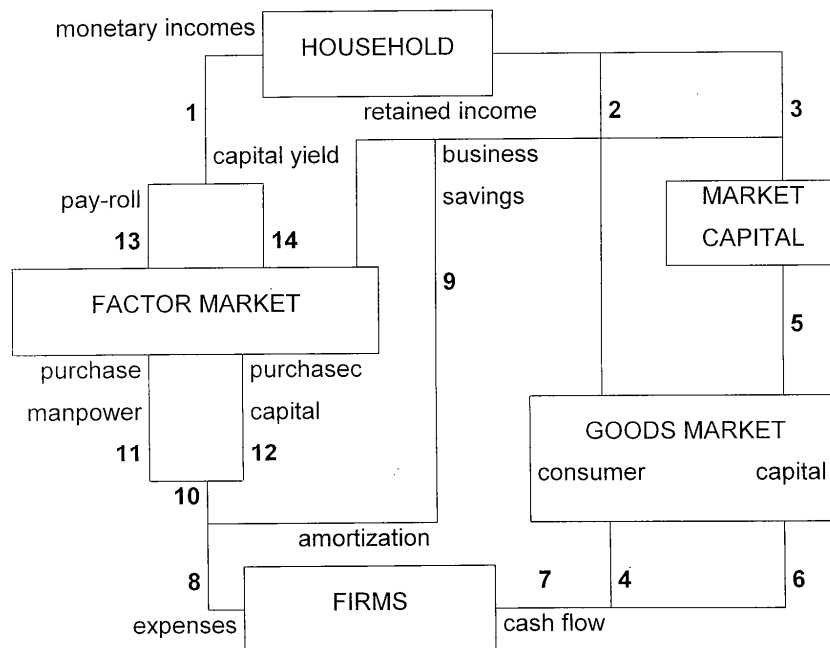 monetary incomes
HOUSEHOLD
1
retained income
2
3
capital yield
business
savings
pay-roll
13
14
MARKET
CAPITAL
FACTOR MARKET
9
5
purchase
manpower
11
purchasec
capital
12
GOODS MARKET
consumer
capital
10
amortization
8
7
4
6
FIRMS
expenses
cash flow